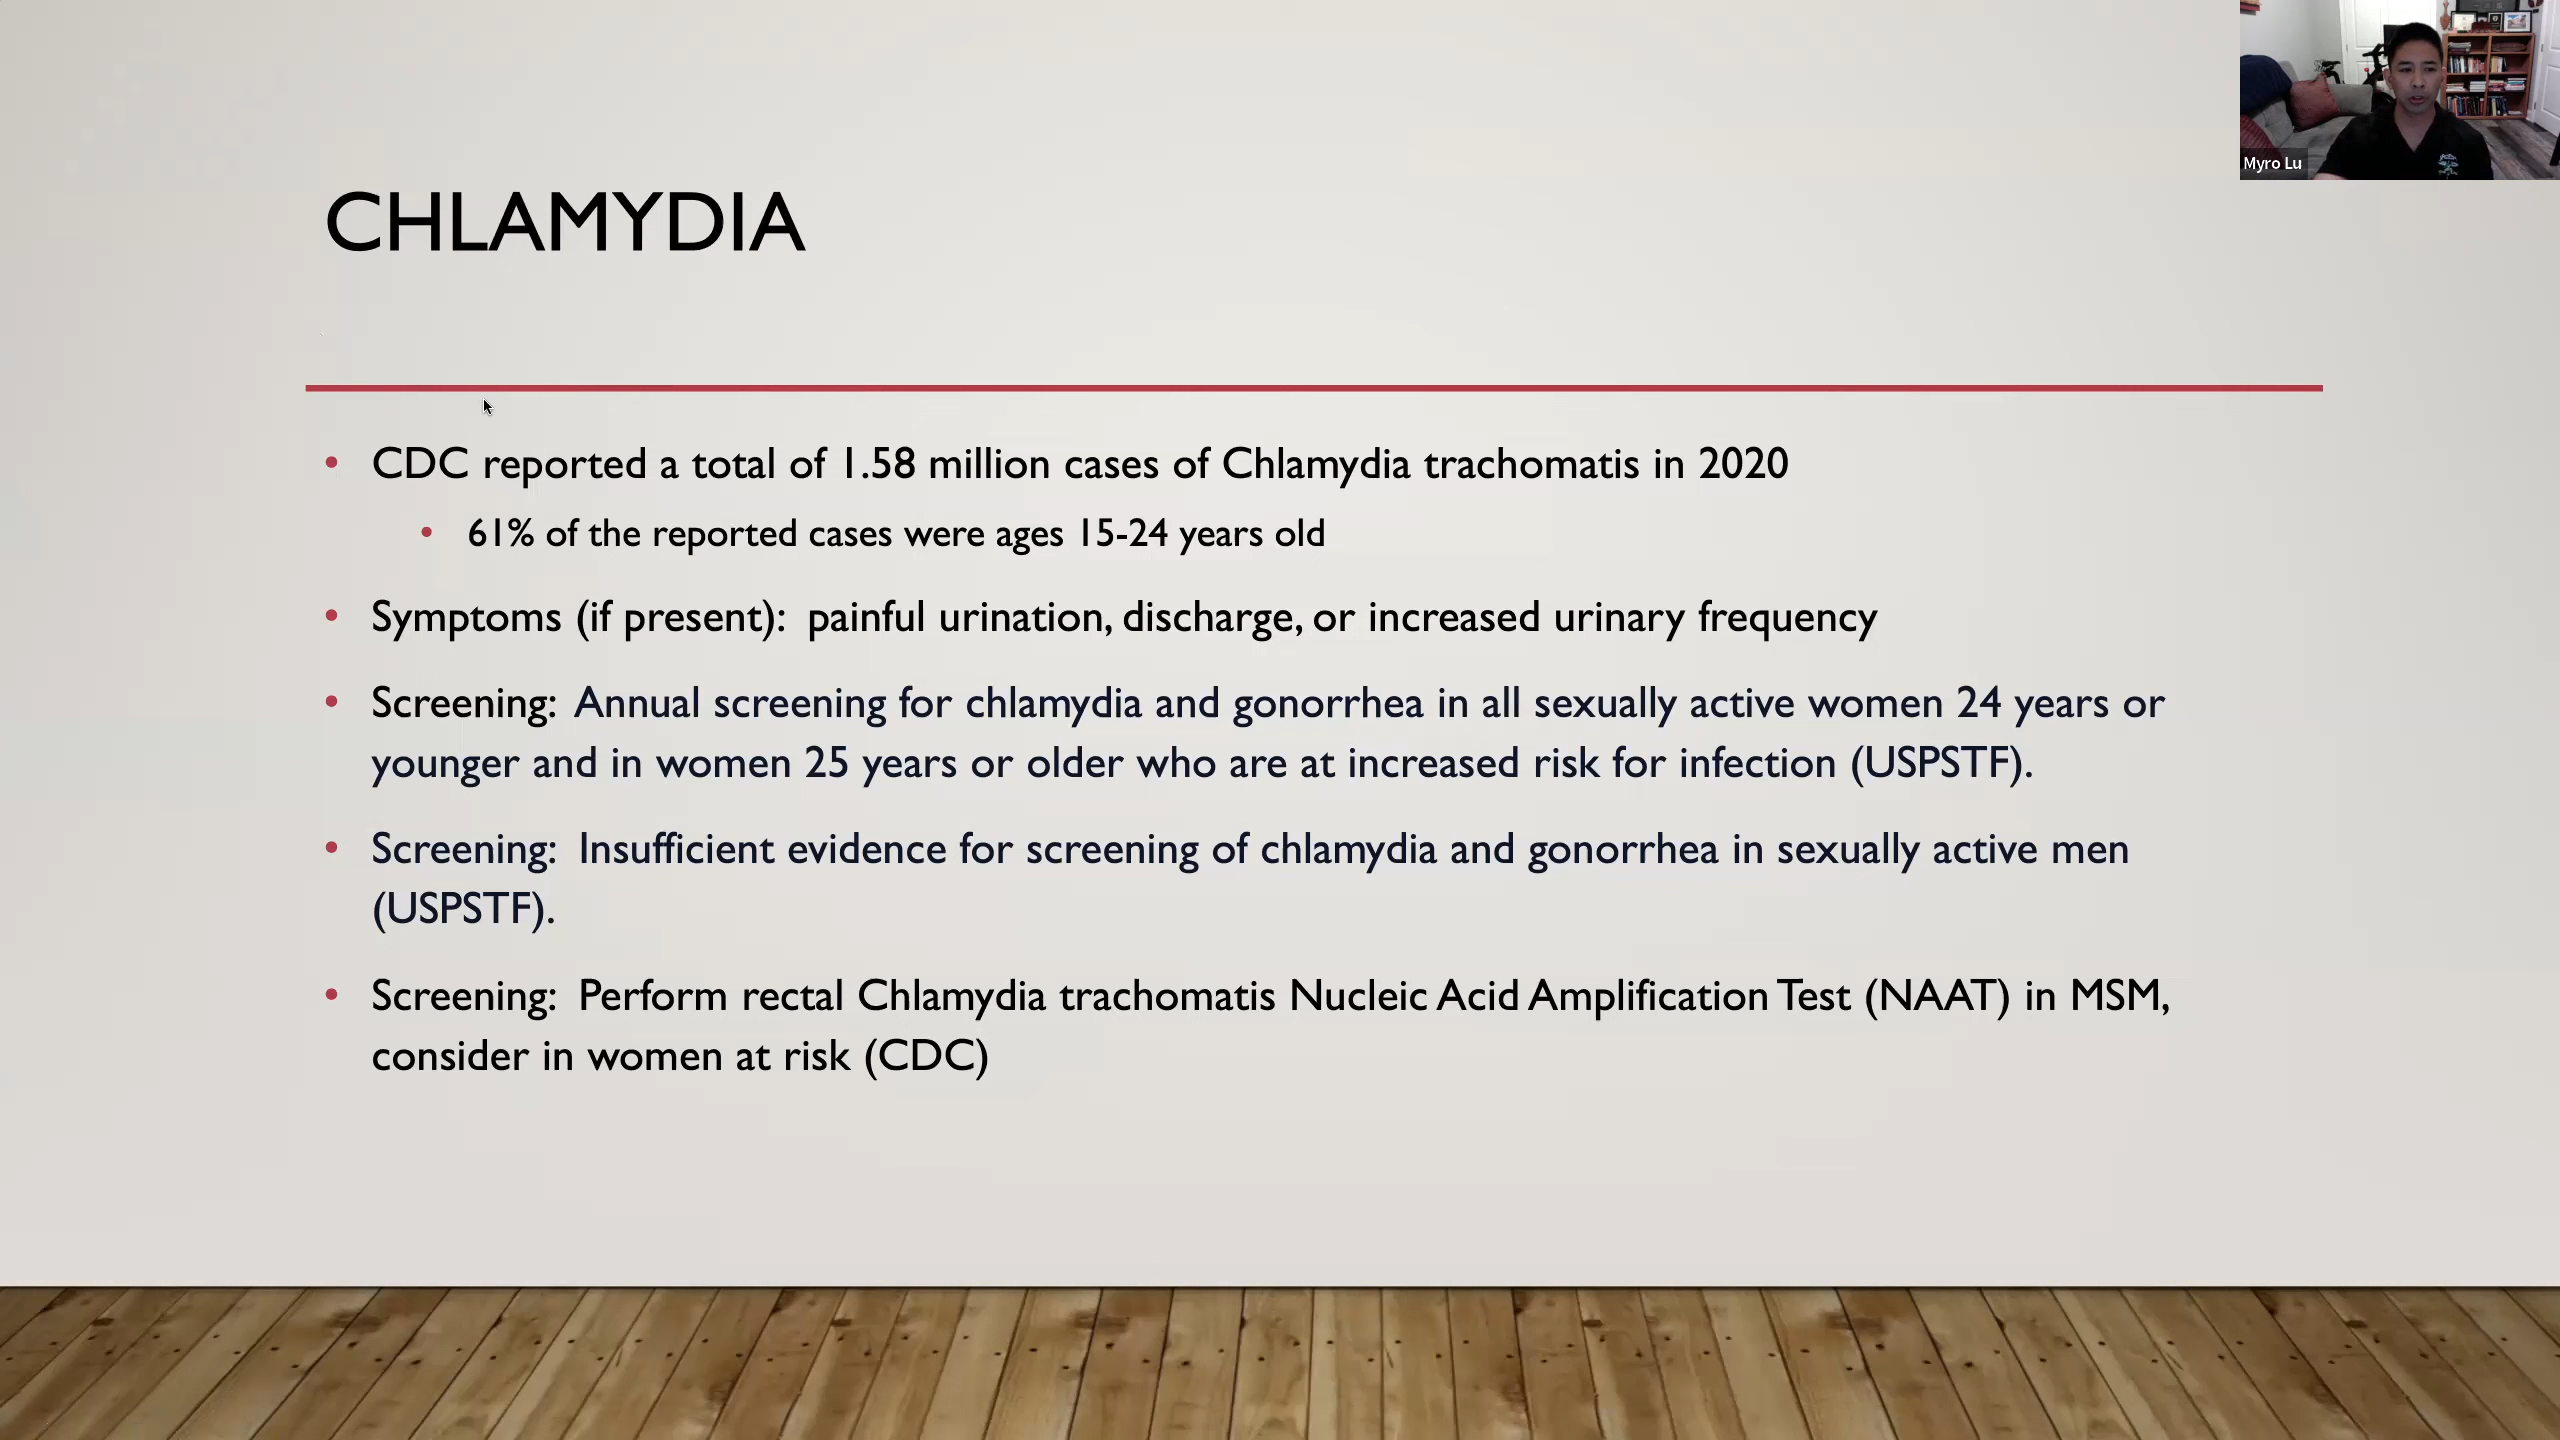 CHLAMYDIA
Myro Lu
• CDC reported a total of 1.58 million cases of Chlamydia trachomatis in 2020
• 61% of the reported cases were ages 15-24 years old
• Symptoms (if present): painful urination, discharge, or increased urinary frequency
• Screening: Annual screening for chlamydia and gonorrhea in all sexually active women 24 years or
younger and in women 25 years or older who are at increased risk for infection (USPSTF).
• Screening: Insufficient evidence for screening of chlamydia and gonorrhea in sexually active men
(USPSTF).
• Screening: Perform rectal Chlamydia trachomatis Nucleic Acid Amplification Test (NAAT) in MSM,
consider in women at risk (CDC)